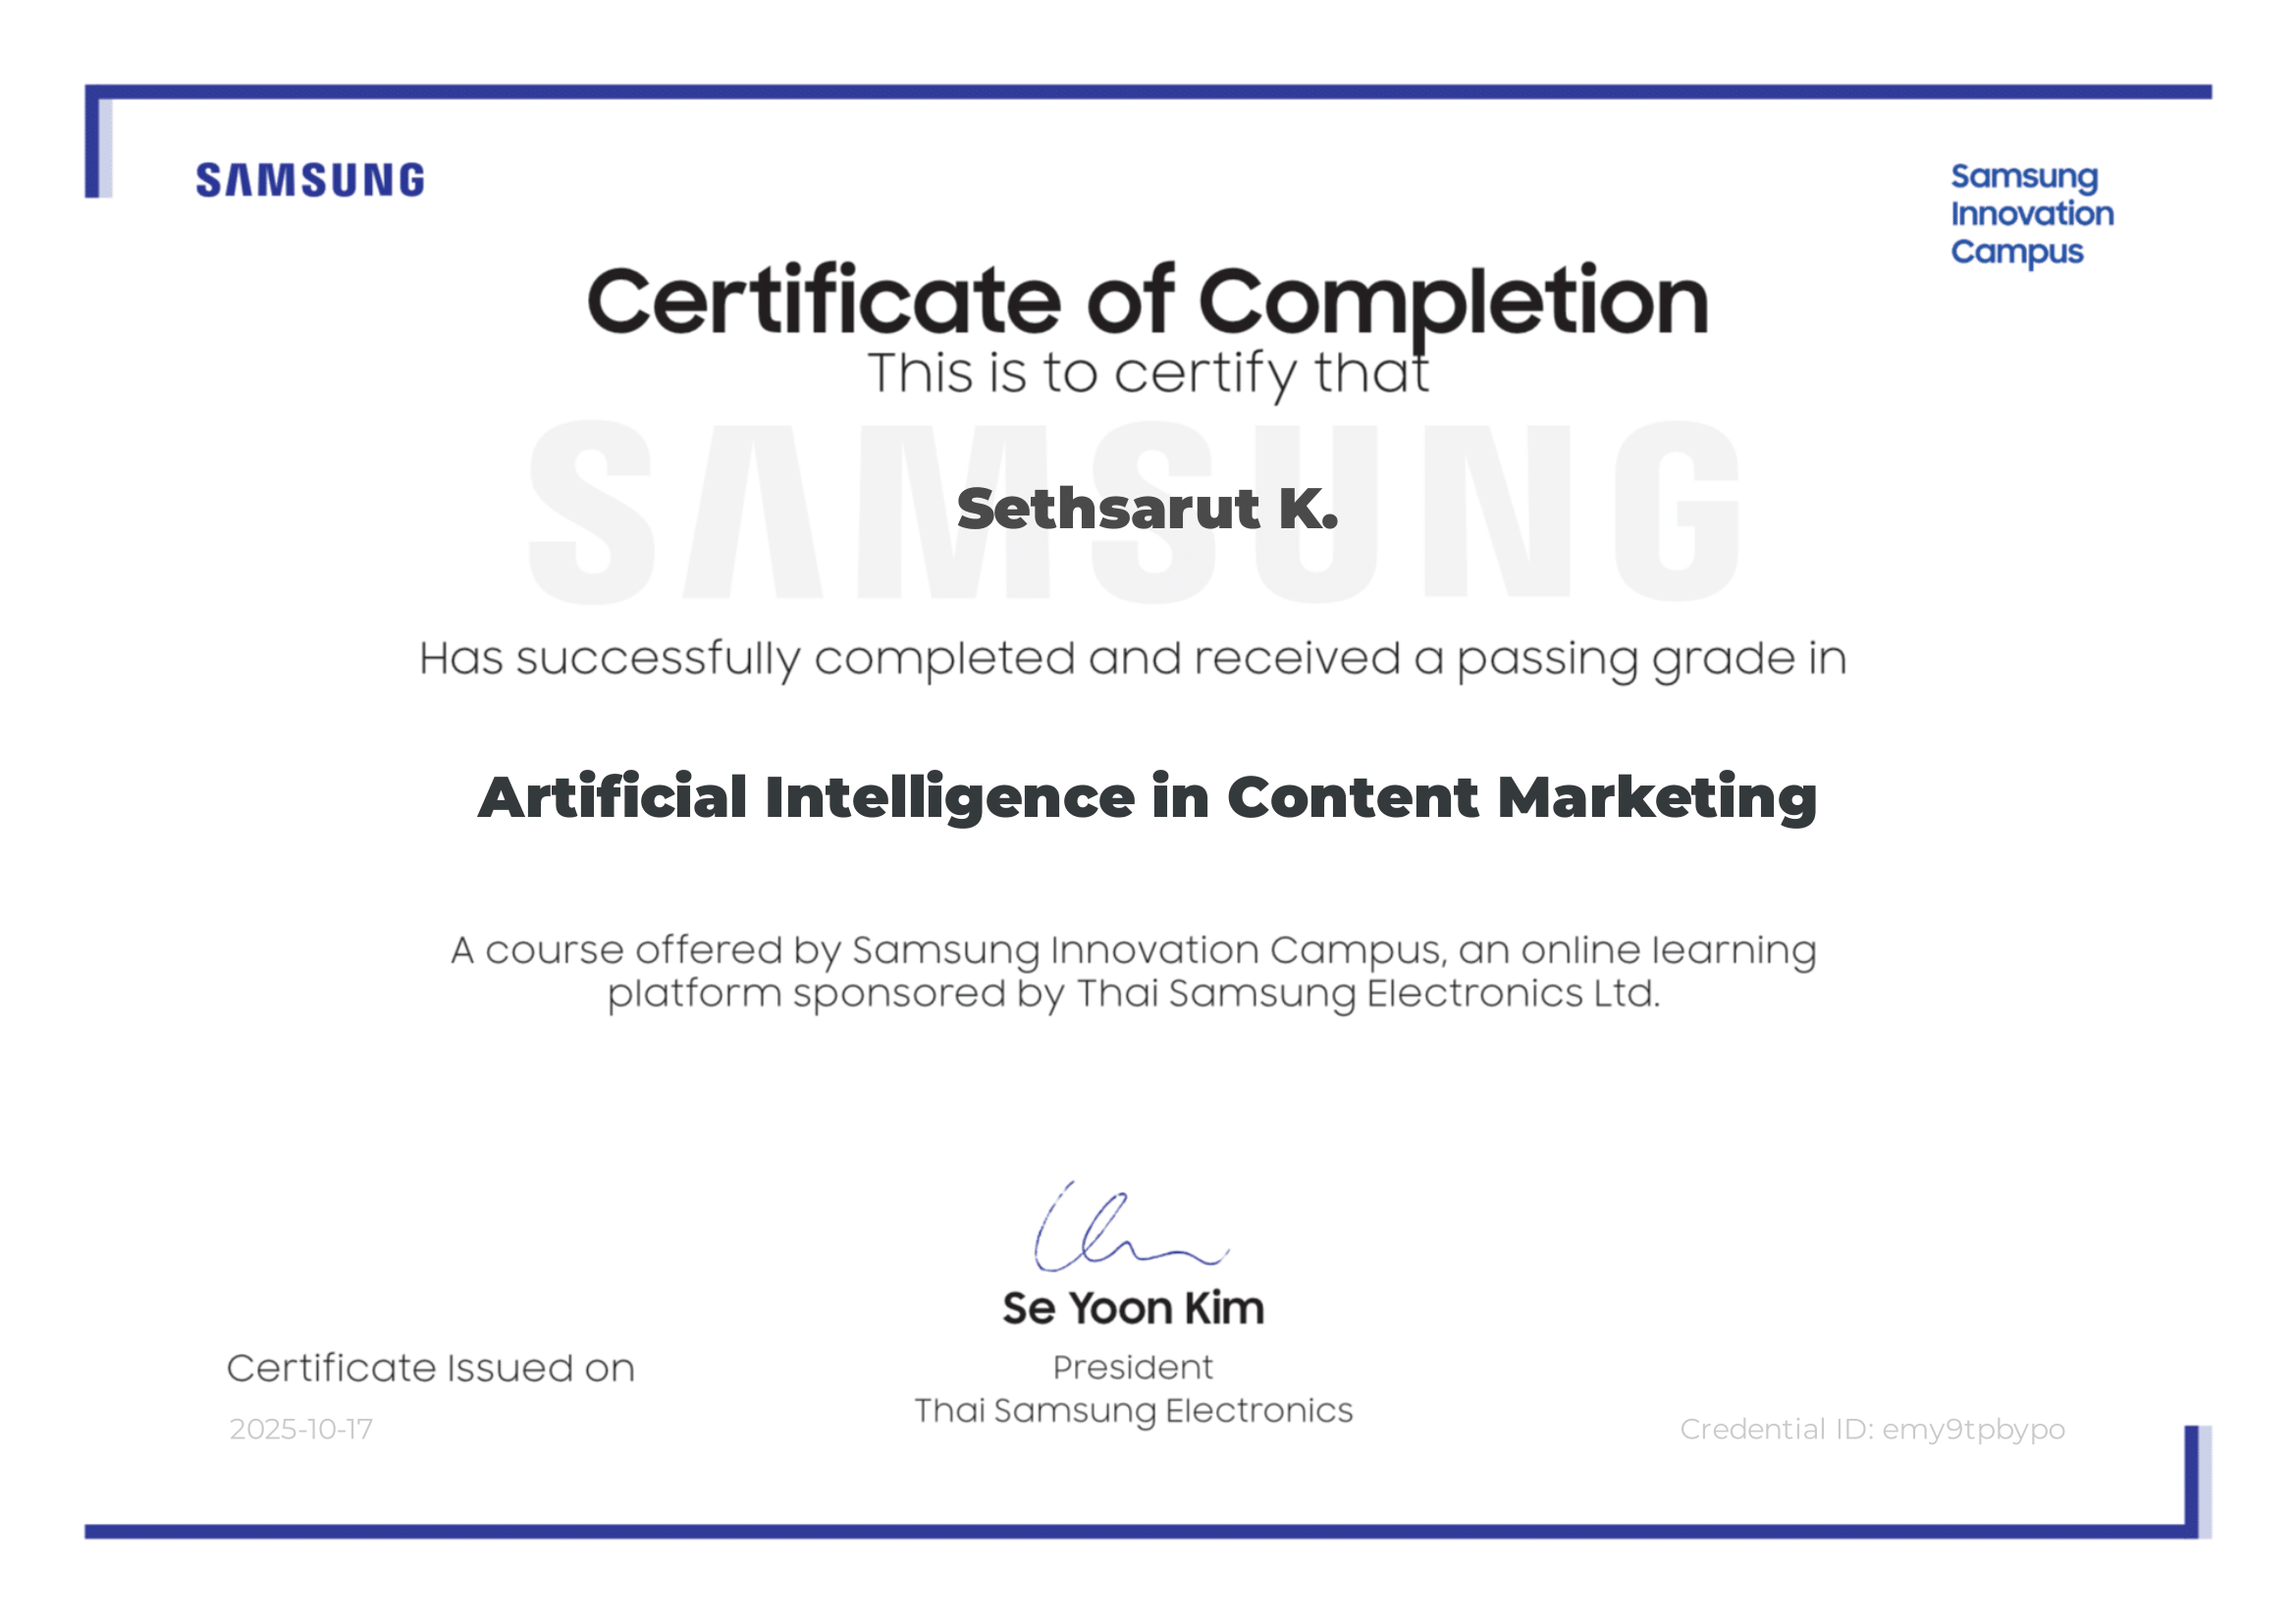 SAMSUNG
Samsung
Innovation
Campus
Certificate of Completion
This is to certify that
SAMSUNG
Sethsarut K.
Has successfully completed and received a passing grade in
Artificial Intelligence in Content Marketing
A course offered by Samsung Innovation Campus, an online learning
platform sponsored by Thai Samsung Electronics Ltd.
Se Yoon Kim
President
Thai Samsung Electronics
Certificate Issued on
2025-10-17
Credential ID: emy9tpbypo